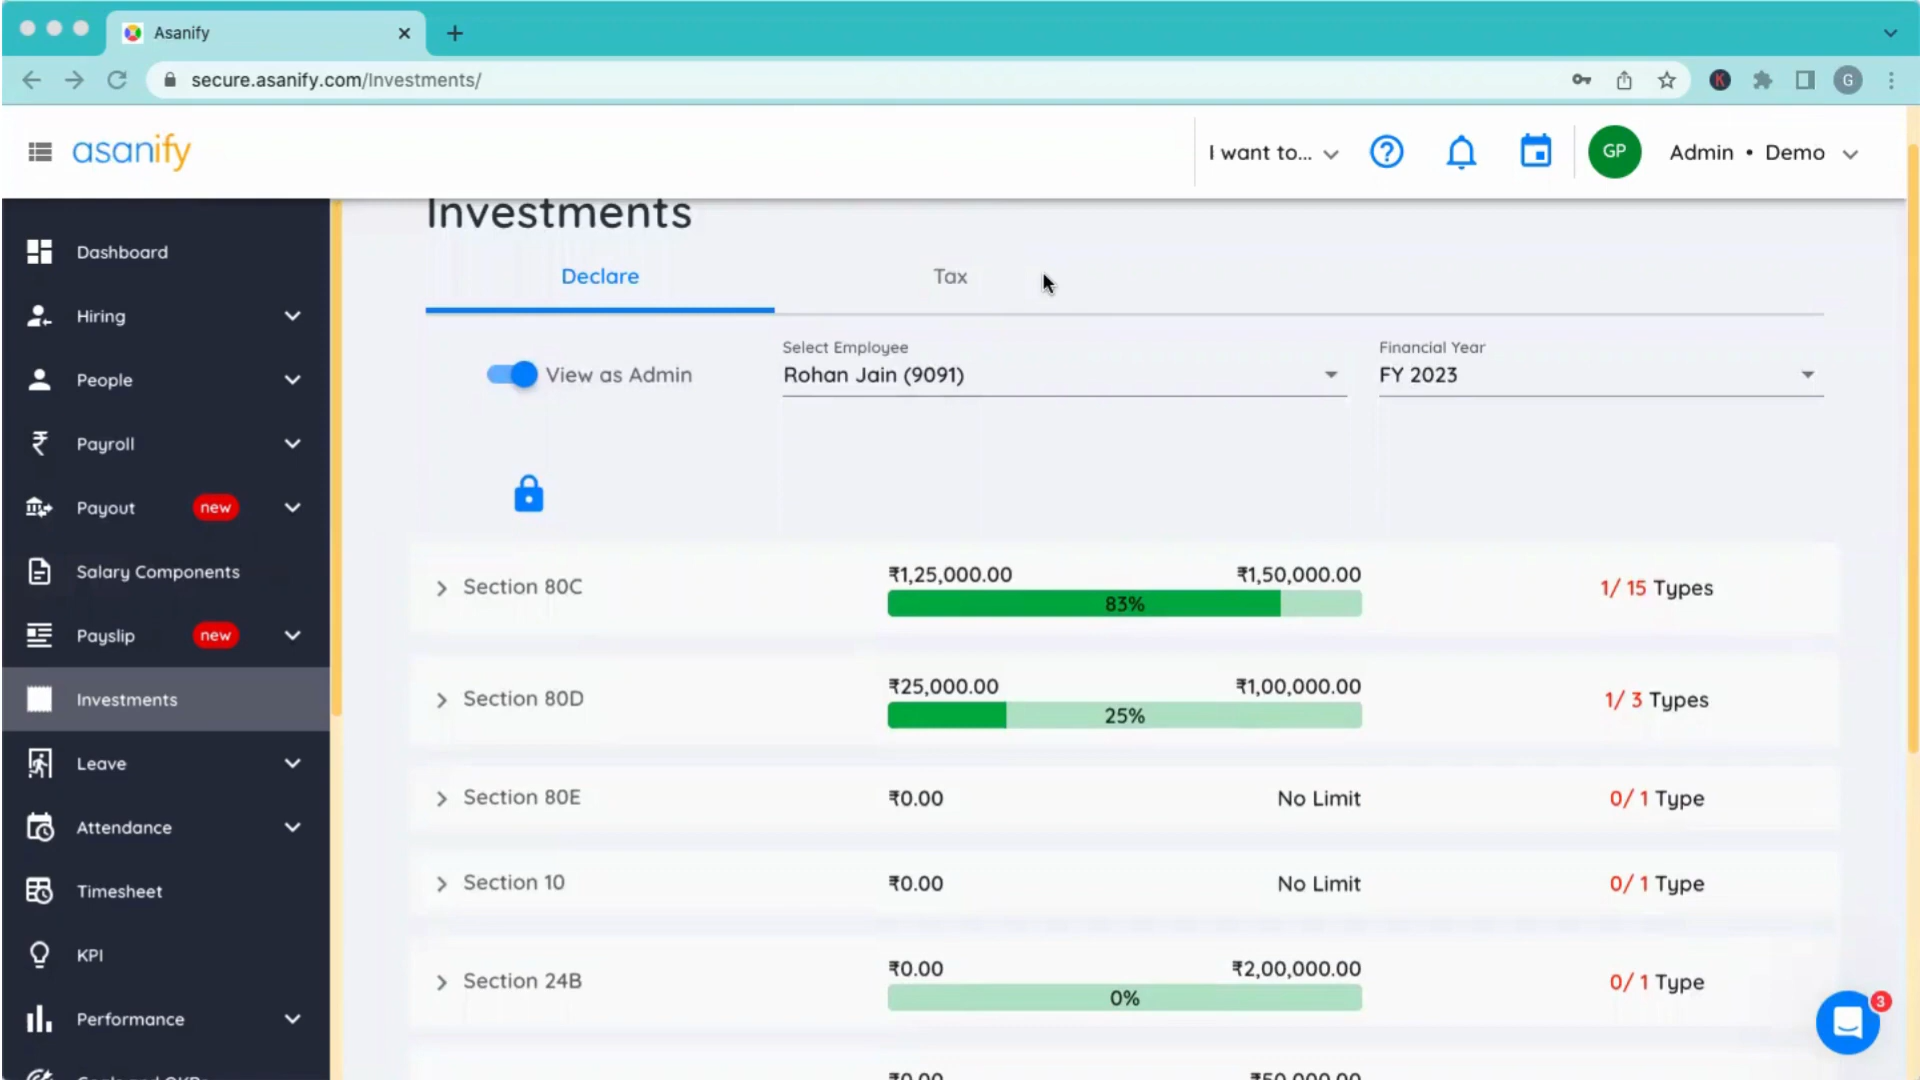 Asanify
secure.asanify.com/Investments/
K
G
asanify
I want to...
?
GP
Admin • Demo
Investments
Dashboard
Hiring
People
Payroll
Payout new
Salary Components
Payslip new
Investments
Leave
Attendance
Timesheet
KPI
Performance
Declare Tax
View as Admin
Select Employee
Rohan Jain (9091)
Financial Year
FY 2023
Section 80C ₹1,25,000.00 ₹1,50,000.00 1/ 15 Types
83%
Section 80D ₹25,000.00 ₹1,00,000.00 1/ 3 Types
25%
Section 80E ₹0.00 No Limit 0/ 1 Type
Section 10 ₹0.00 No Limit 0/ 1 Type
Section 24B ₹0.00 ₹2,00,000.00 0/ 1 Type
0%
₹0.00 ₹50,000.00
3